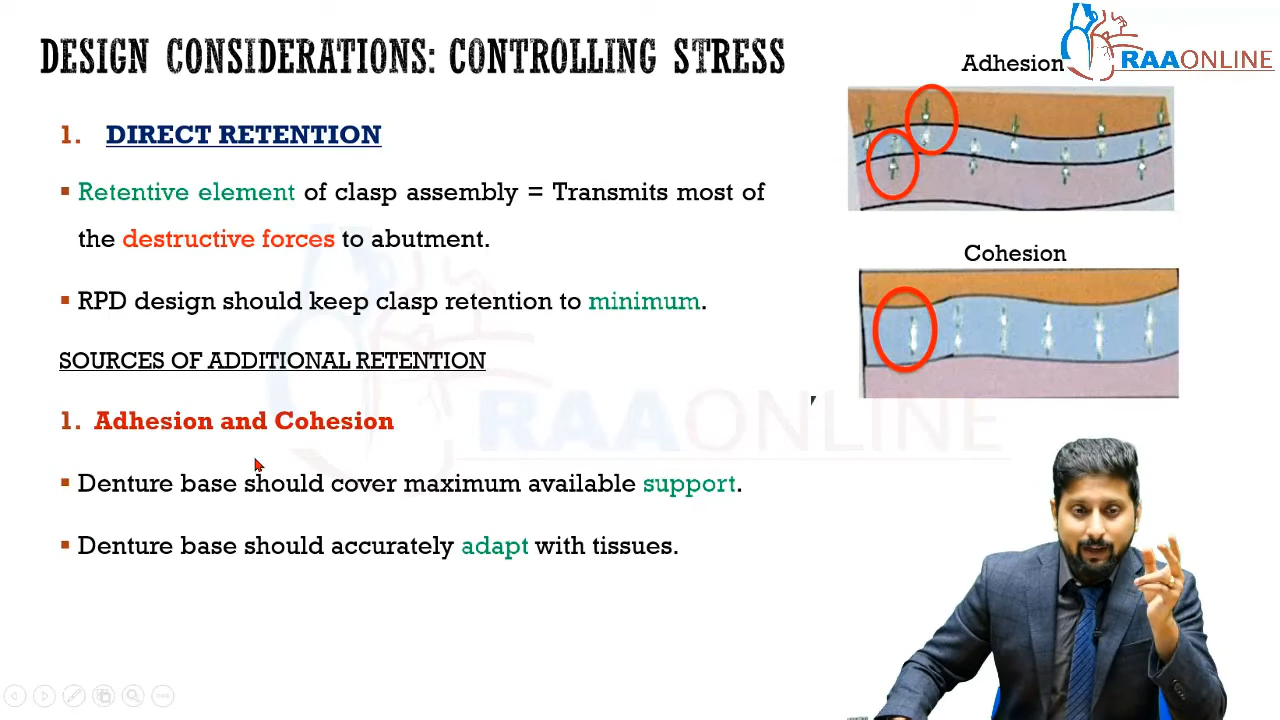 DESIGN CONSIDERATIONS: CONTROLLING STRESS
RAAONLINE
Adhesion
1. DIRECT RETENTION
▪ Retentive element of clasp assembly = Transmits most of
the destructive forces to abutment.
▪ RPD design should keep clasp retention to minimum.
SOURCES OF ADDITIONAL RETENTION
1. Adhesion and Cohesion
▪ Denture base should cover maximum available support.
▪ Denture base should accurately adapt with tissues.
Cohesion
RAAONLINE